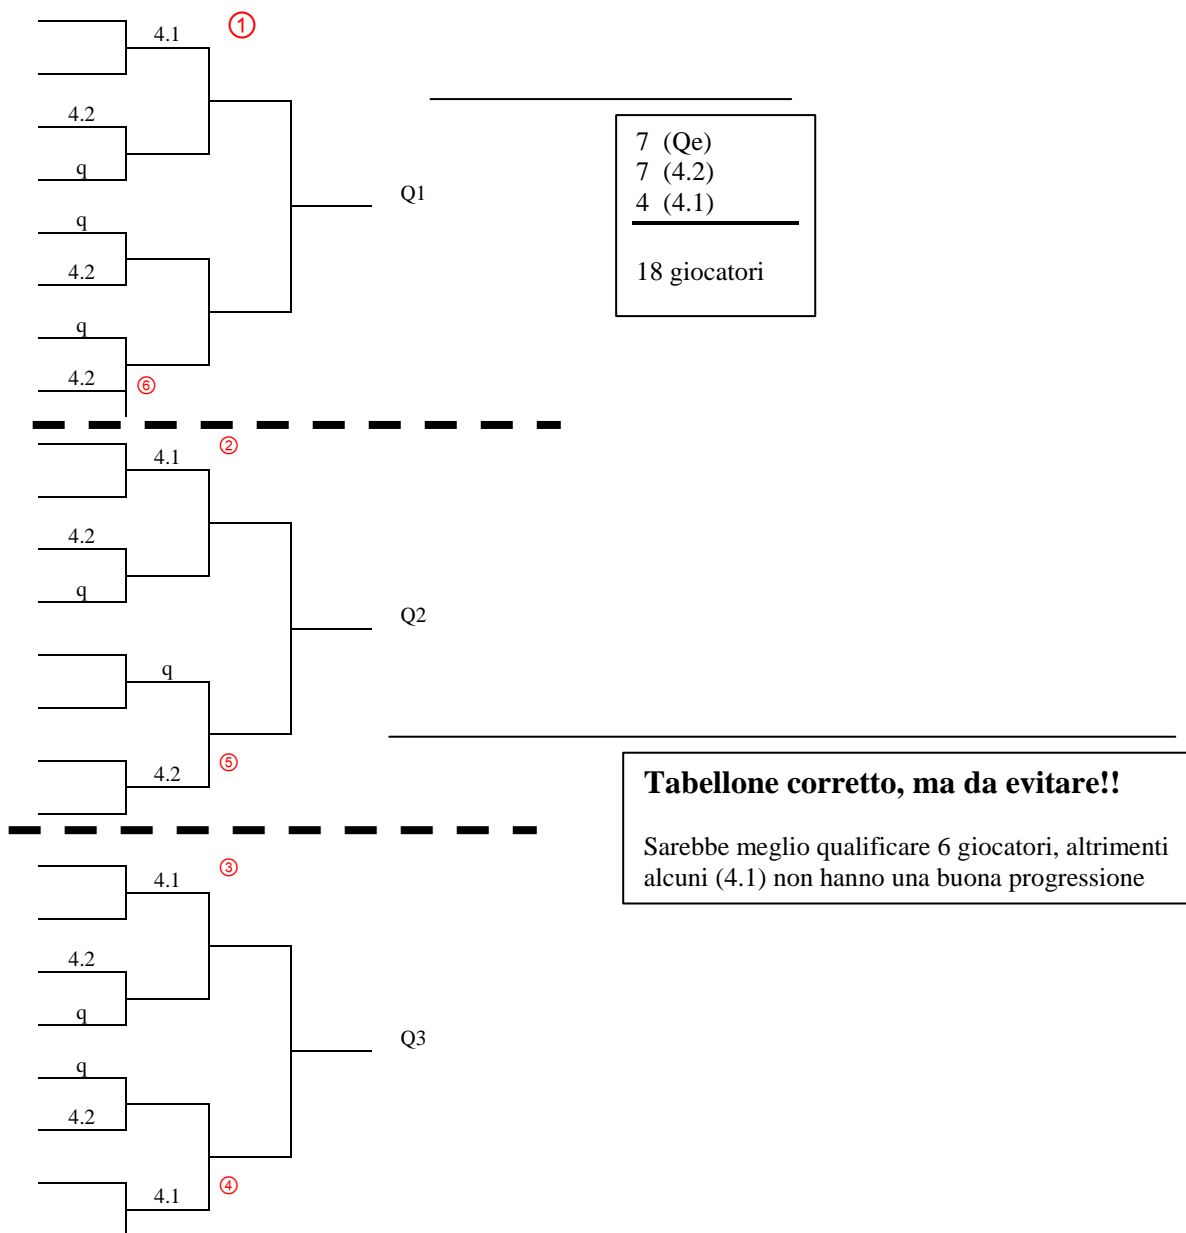 4.1 ①
4.2
q
Q1
q
4.2
q
4.2 ⑥
7 (Qe)
7 (4.2)
4 (4.1)
18 giocatori
4.1 ②
4.2
q
Q2
q
4.2 ⑤
Tabellone corretto, ma da evitare!!
Sarebbe meglio qualificare 6 giocatori, altrimenti
alcuni (4.1) non hanno una buona progressione
4.1 ③
4.2
q
Q3
q
4.2
4.1 ④